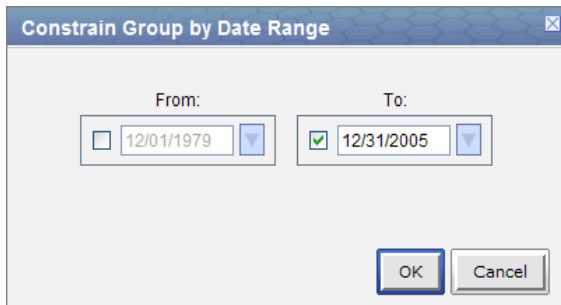 Constrain Group by Date Range
From: To:
12/01/1979 12/31/2005
OK Cancel